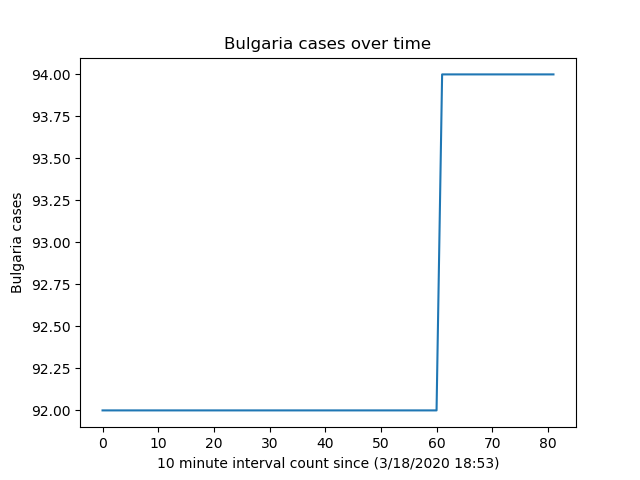 Bulgaria cases over time
94.00
93.75
93.50
93.25
93.00
92.75
92.50
92.25
92.00
Bulgaria cases
0 10 20 30 40 50 60 70 80
10 minute interval count since (3/18/2020 18:53)